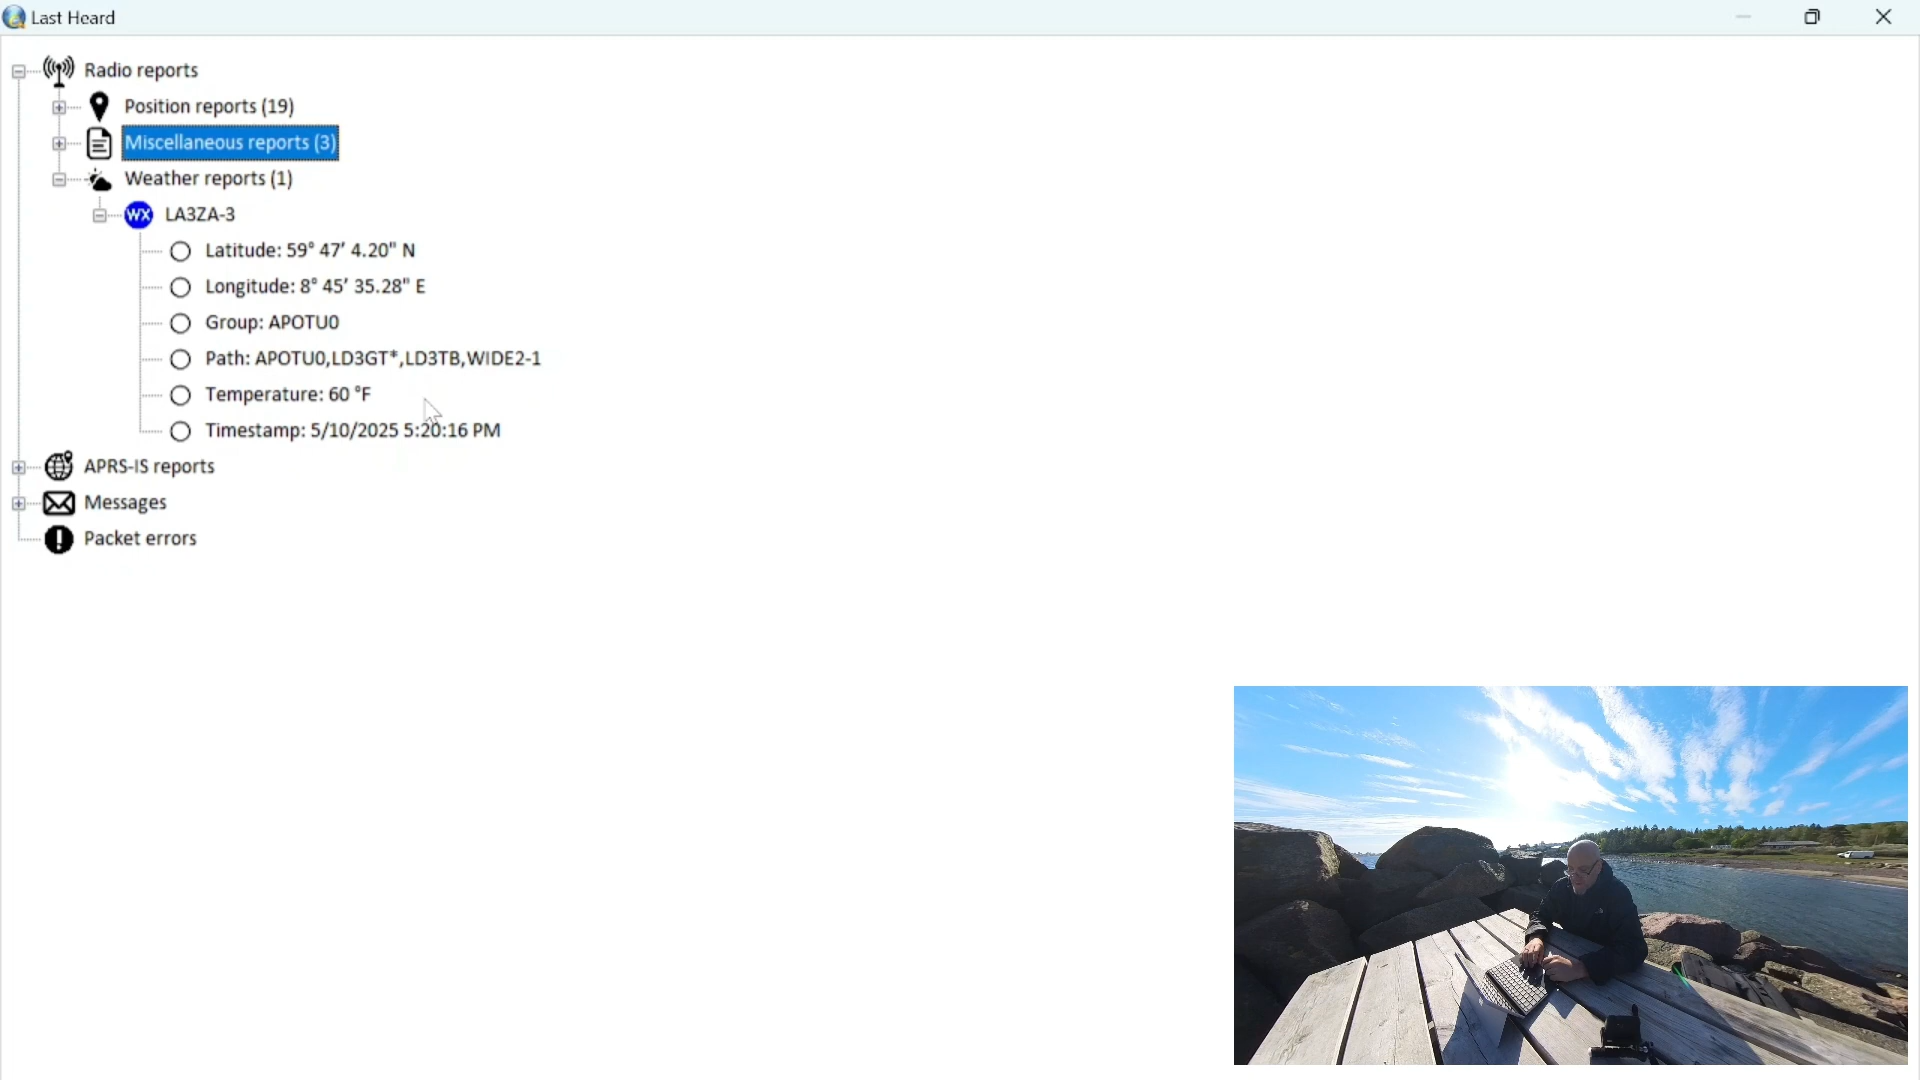 Last Heard
Radio reports
Position reports (19)
Miscellaneous reports (3)
Weather reports (1)
WX LA3ZA-3
Latitude: 59° 47' 4.20" N
Longitude: 8° 45' 35.28" E
Group: APOTU0
Path: APOTU0,LD3GT*,LD3TB,WIDE2-1
Temperature: 60 °F
Timestamp: 5/10/2025 5:20:16 PM
APRS-IS reports
Messages
Packet errors